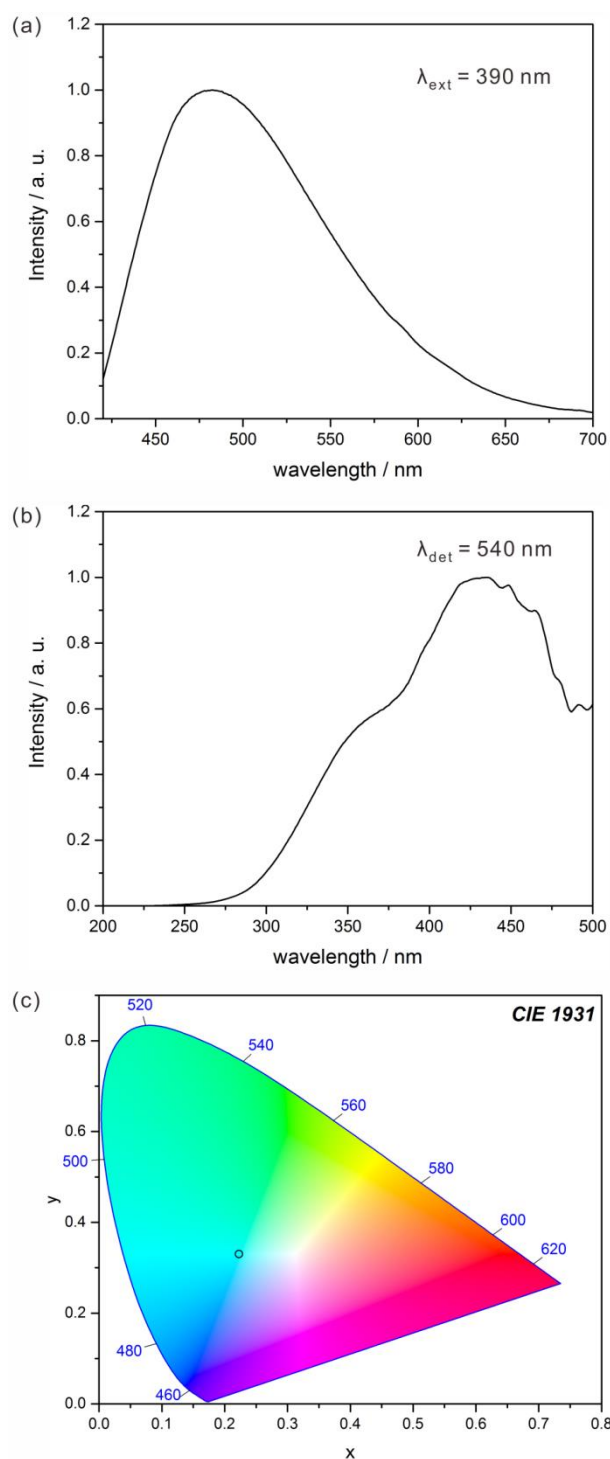 (a)
1.2
1.0
0.8
0.6
0.4
0.2
0.0
Intensity / a. u.
λext = 390 nm
450 500 550 600 650 700
wavelength / nm
(b)
1.2
1.0
0.8
0.6
0.4
0.2
0.0
Intensity / a. u.
λdet = 540 nm
200 250 300 350 400 450 500
wavelength / nm
(c)
CIE 1931
520
540
560
580
600
620
500
480
460
0.8
0.6
0.4
0.2
0.0
y
0.0 0.1 0.2 0.3 0.4 0.5 0.6 0.7 0.8
x